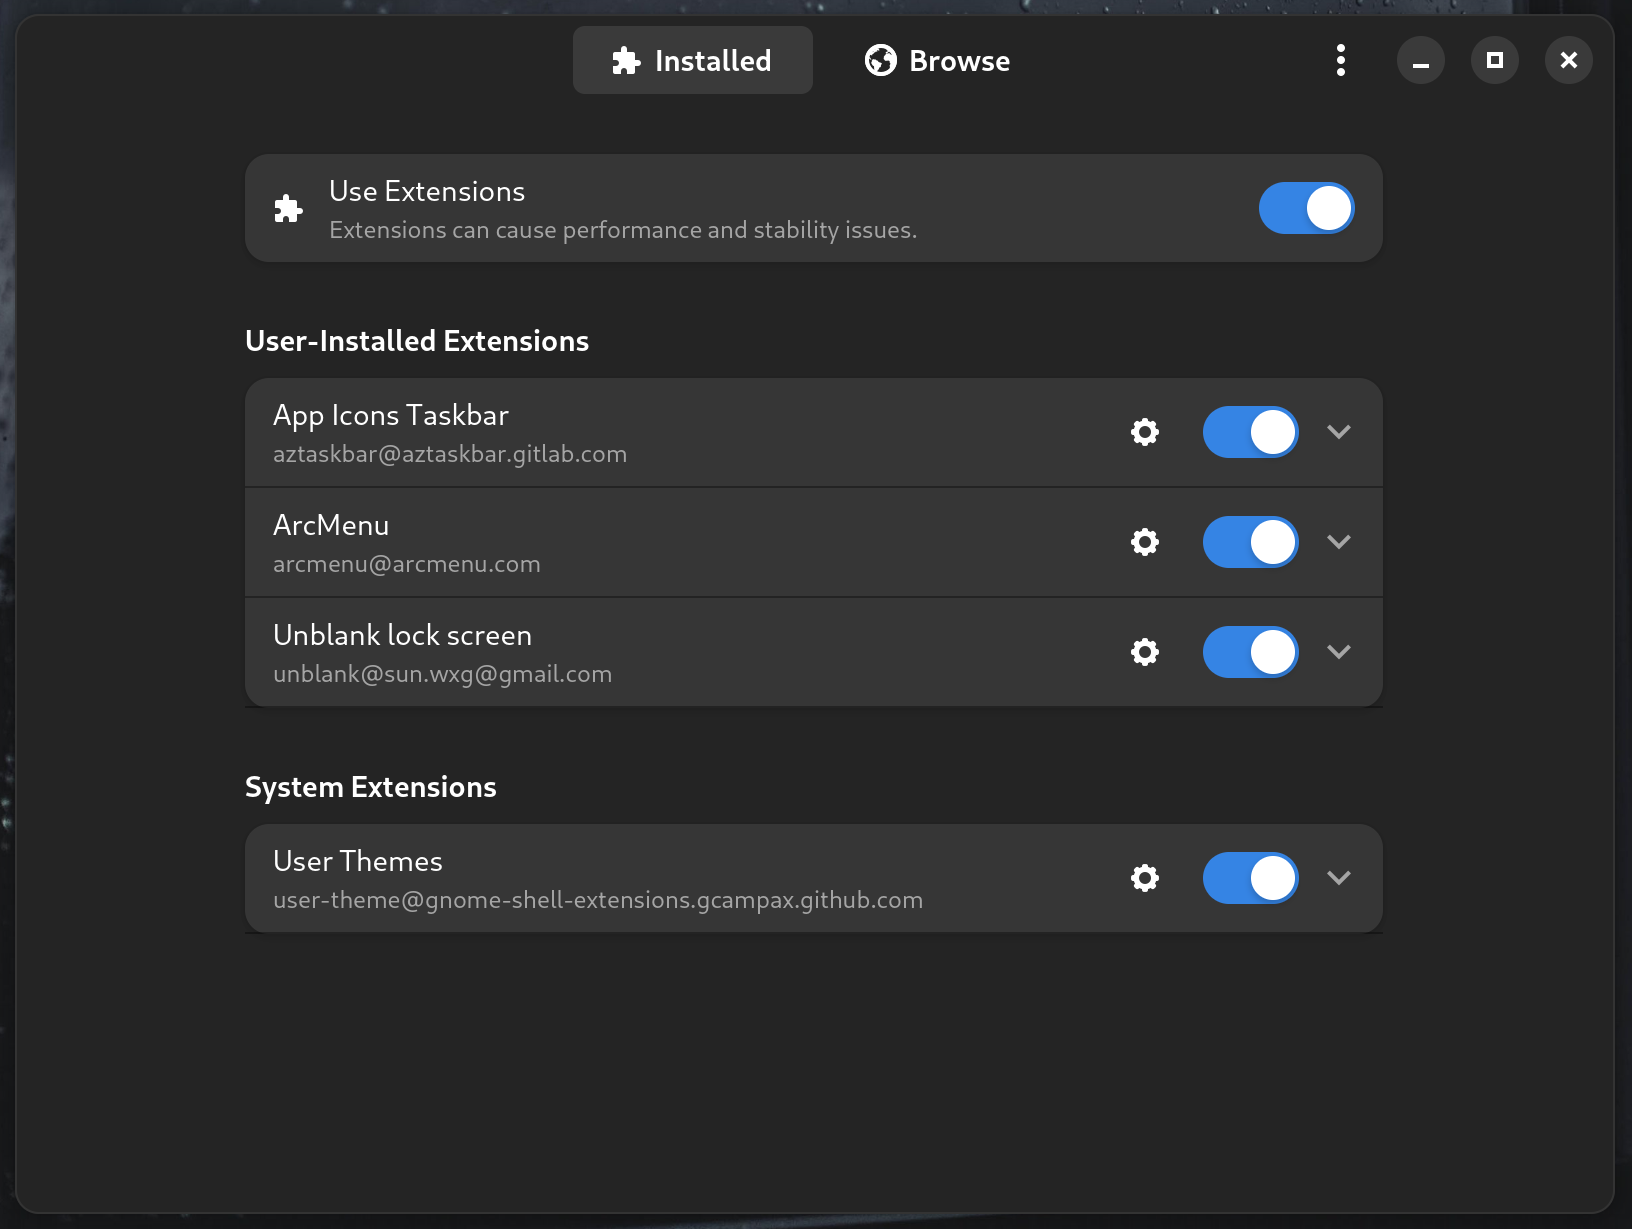 Installed
Browse
Use Extensions
Extensions can cause performance and stability issues.
User-Installed Extensions
App Icons Taskbar
aztaskbar@aztaskbar.gitlab.com
ArcMenu
arcmenu@arcmenu.com
Unblank lock screen
unblank@sun.wxg@gmail.com
System Extensions
User Themes
user-theme@gnome-shell-extensions.gcampax.github.com